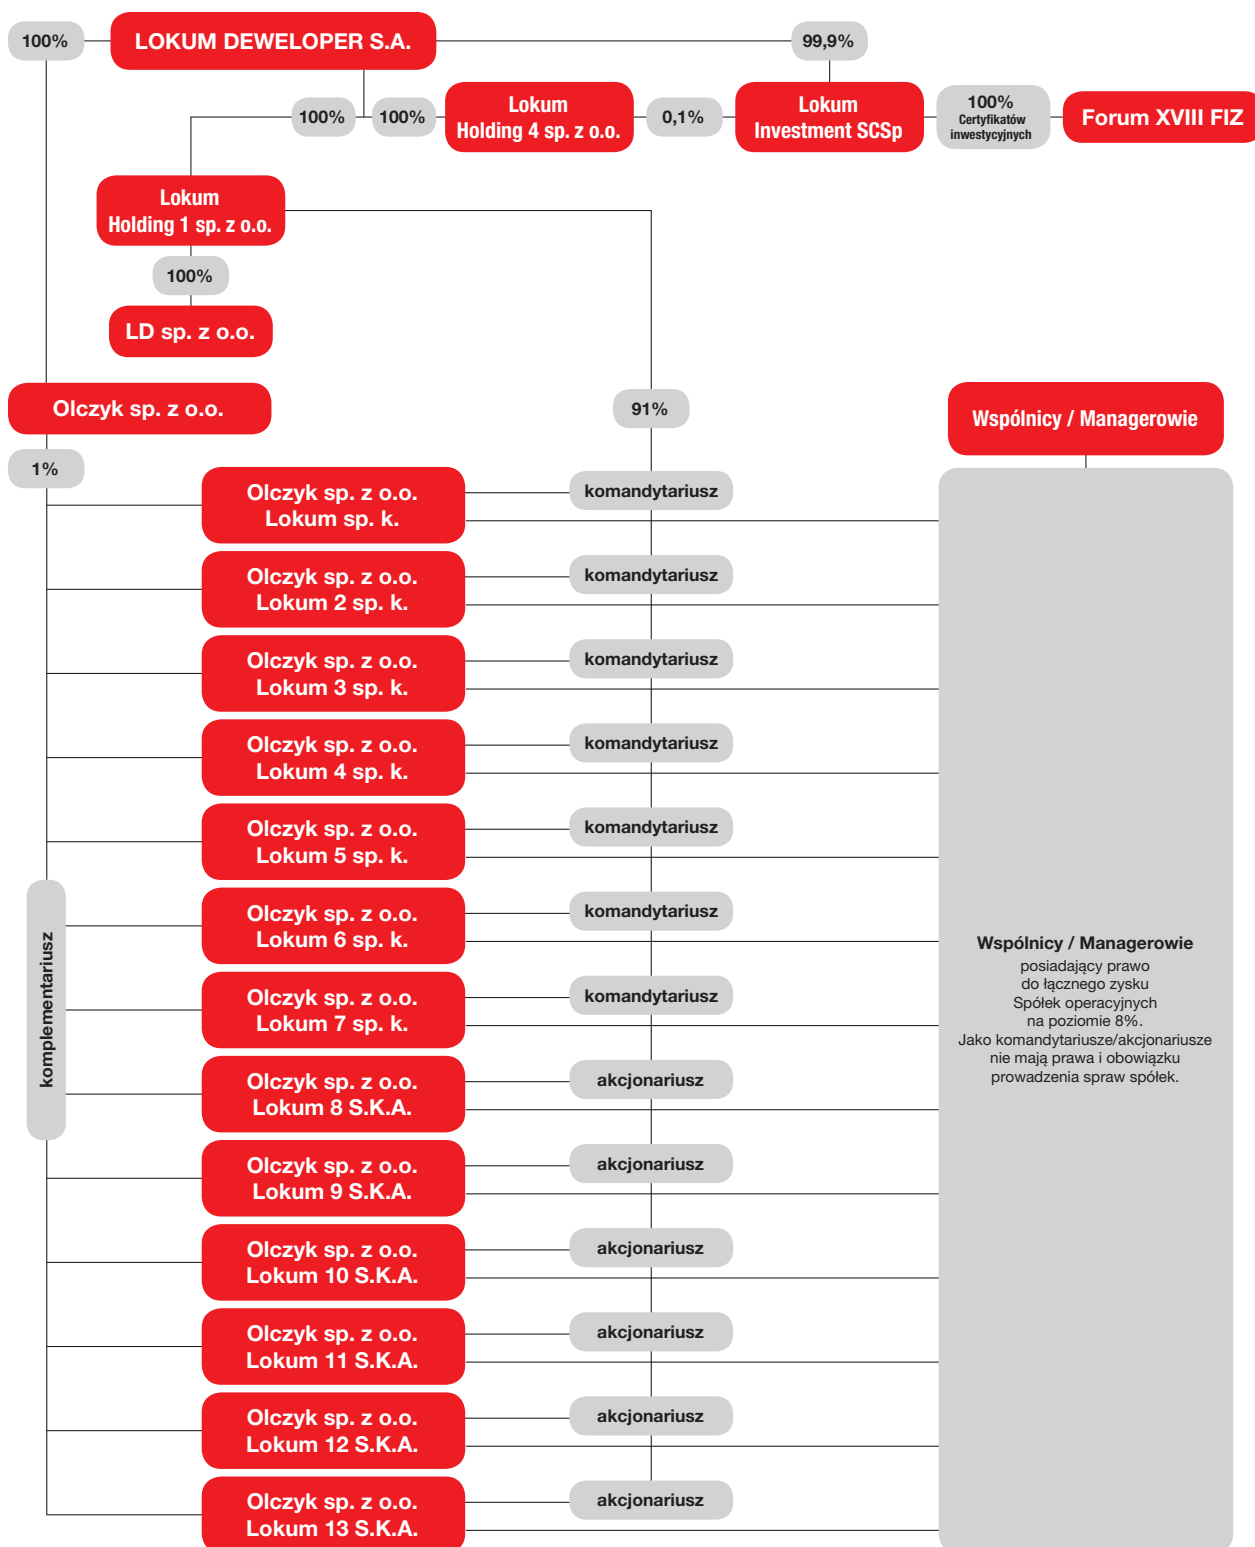 100%
LOKUM DEWELOPER S.A.
99,9%
100%
100%
Lokum
Holding 4 sp. z o.o.
0,1%
Lokum
Investment SCSp
100%
Certyfikatów
inwestycyjnych
Forum XVIII FIZ
Lokum
Holding 1 sp. z o.o.
100%
LD sp. z o.o.
Olczyk sp. z o.o.
91%
Wspólnicy / Managerowie
1%
Olczyk sp. z o.o.
Lokum sp. k.
komandytariusz
Olczyk sp. z o.o.
Lokum 2 sp. k.
komandytariusz
Olczyk sp. z o.o.
Lokum 3 sp. k.
komandytariusz
Olczyk sp. z o.o.
Lokum 4 sp. k.
komandytariusz
Olczyk sp. z o.o.
Lokum 5 sp. k.
komandytariusz
Olczyk sp. z o.o.
Lokum 6 sp. k.
komandytariusz
Olczyk sp. z o.o.
Lokum 7 sp. k.
komandytariusz
Olczyk sp. z o.o.
Lokum 8 S.K.A.
akcjonariusz
Olczyk sp. z o.o.
Lokum 9 S.K.A.
akcjonariusz
Olczyk sp. z o.o.
Lokum 10 S.K.A.
akcjonariusz
Olczyk sp. z o.o.
Lokum 11 S.K.A.
akcjonariusz
Olczyk sp. z o.o.
Lokum 12 S.K.A.
akcjonariusz
Olczyk sp. z o.o.
Lokum 13 S.K.A.
akcjonariusz
komplementariusz
Wspólnicy / Managerowie
posiadający prawo
do łącznego zysku
Spółek operacyjnych
na poziomie 8%.
Jako komandytariusze/akcjonariusze
nie mają prawa i obowiązku
prowadzenia spraw spółek.